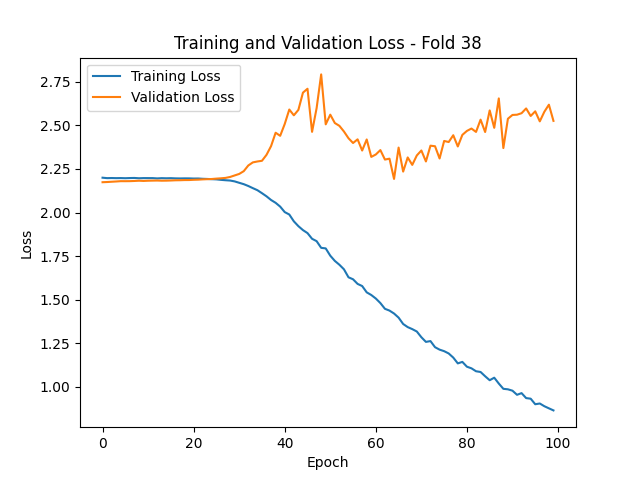 Training and Validation Loss - Fold 38
Training Loss
Validation Loss
2.75
2.50
2.25
2.00
1.75
1.50
1.25
1.00
Loss
0 20 40 60 80 100
Epoch